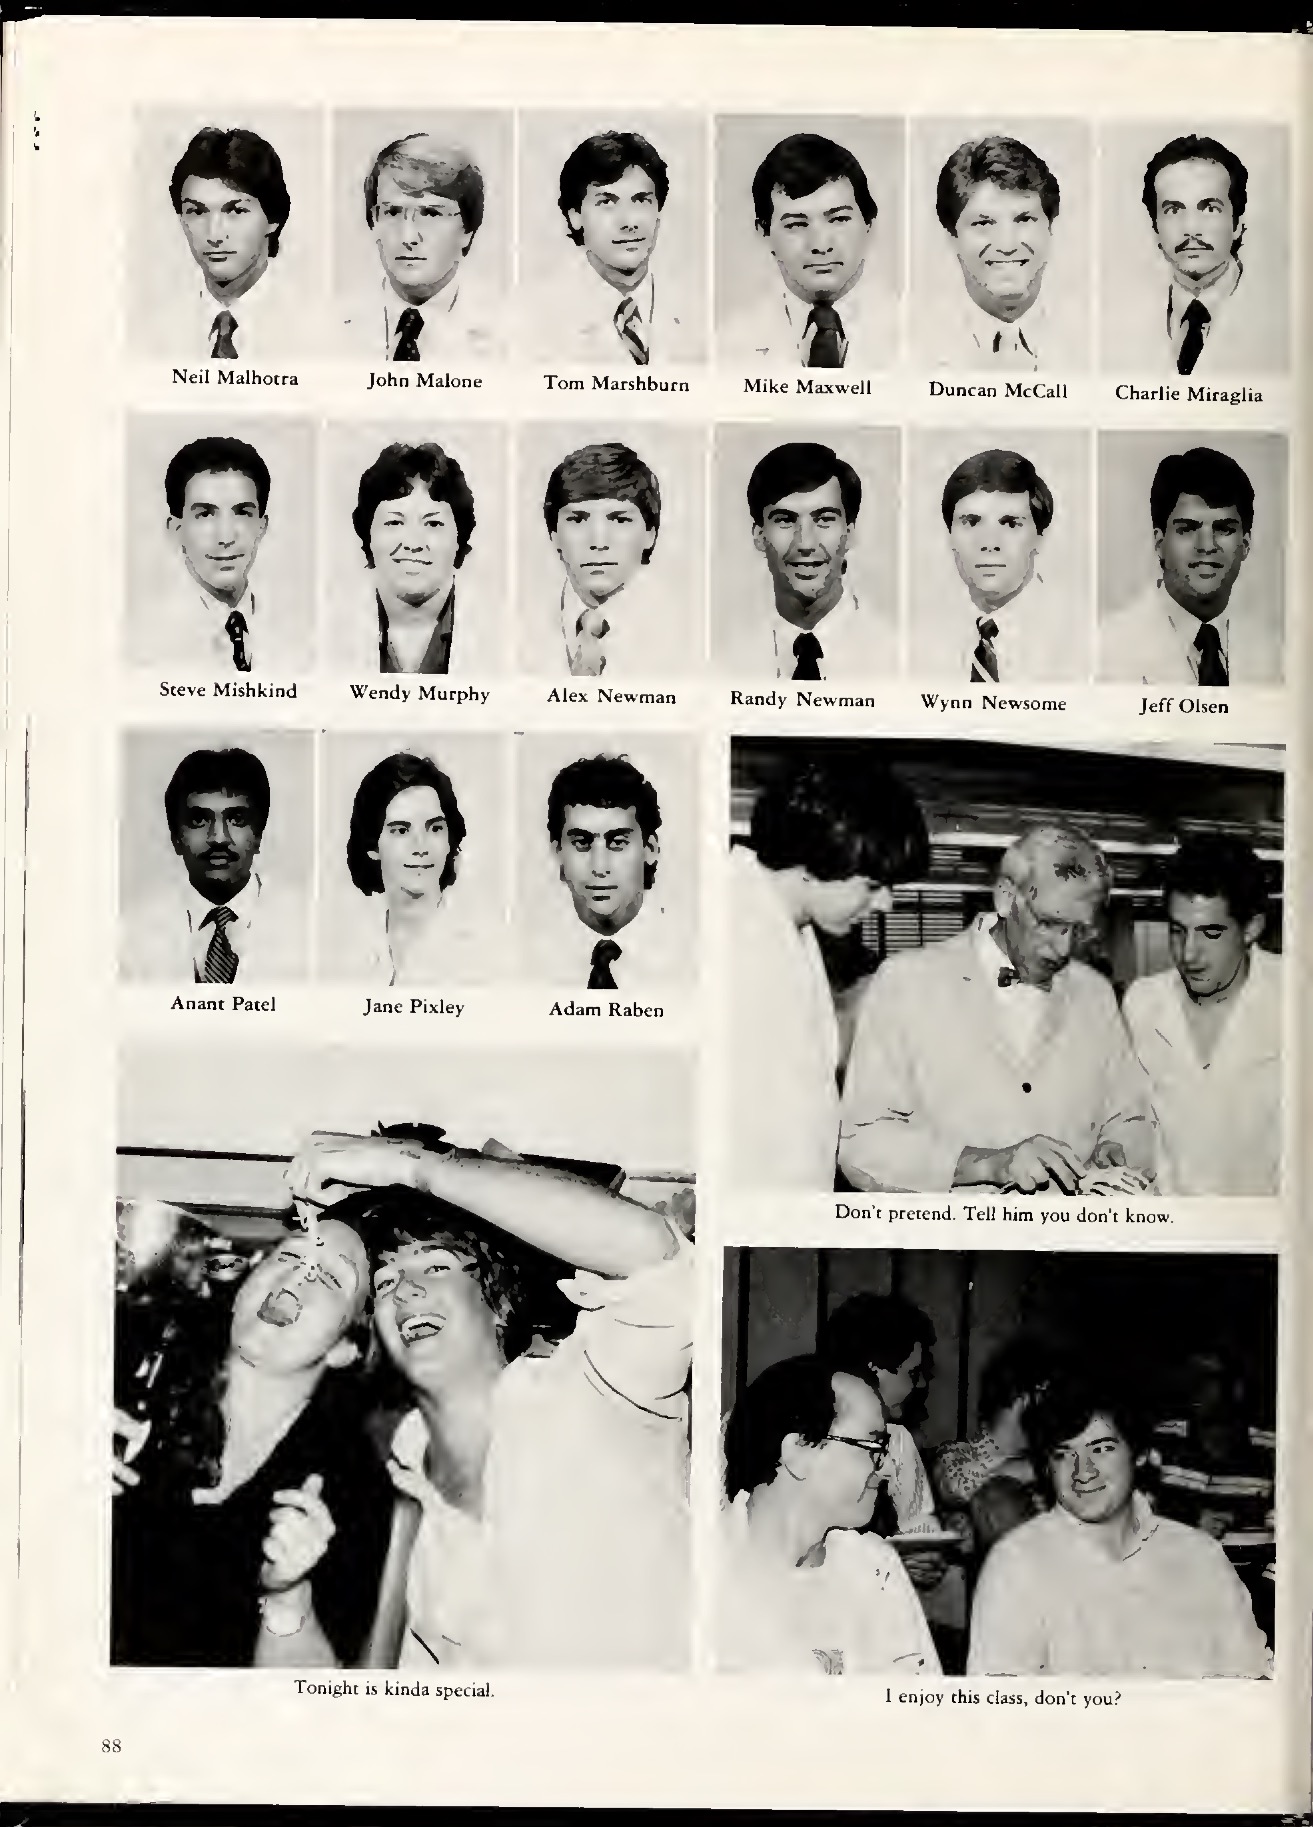 Neil Malhotra
John Malone
Tom Marshburn
Mike Maxwell
Duncan McCall
Charlie Miraglia
Steve Mishkind
Wendy Murphy
Alex Newman
Randy Newman
Wynn Newsome
Jeff Olsen
Anant Patel
Jane Pixley
Adam Raben
Don't pretend. Tell him you don't know.
Tonight is kinda special.
I enjoy this class, don't you?
88